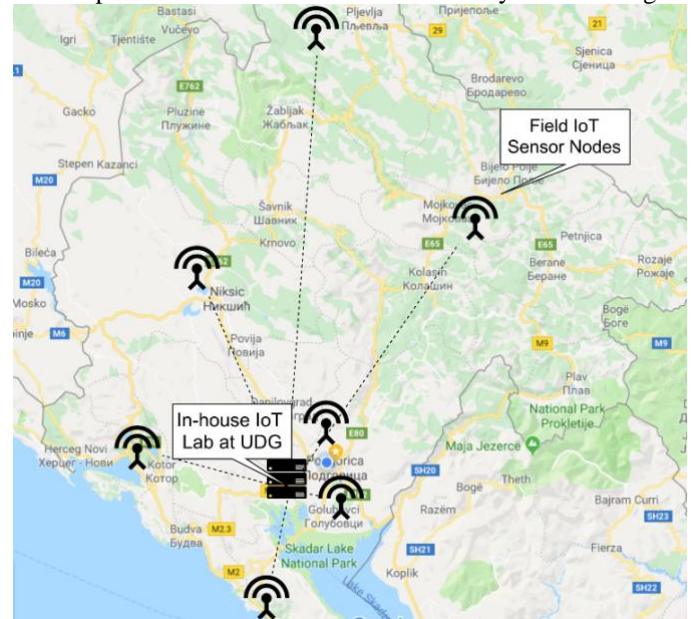 Bastasi
Vučevo
Igri
Tjentište
Pljevlja
Пљевља
Пријепоље
29
21
Sjenica
Сјеница
E762
Gacko
Pluzine
Плужине
Žabljak
Жабљак
Brodarevo
Бродарево
Field IoT
Sensor Nodes
Stepen Kazanci
M20
Šavnik
Шавник
Krnovo
Bijelo Polje
Бијело Поље
Mojkovac
Мојковац
E65
E65
Petnjica
Rozaje
Рожаје
Berane
Беране
Kolasin
Колашин
Bileća
M20
Mosko
Niksic
Никшић
M6
Povija
Повија
Bogë
Боге
M9
M9
Plav
Плав
Danilovgrad
National Park
Prokletije
In-house IoT
Lab at UDG
E80
Podgorica
Подгорица
Maja Jezercë
Herceg Novi
Херцег - Нови
Kotor
Котор
SH20
Theth
Bogë
Razëm
Bajram Curri
SH23
Golubovci
Голубовци
Budva
Будва
M2.3
Skadar Lake
National Park
SH21
Fierza
Koplik
M2
Lake Skadar
SH22